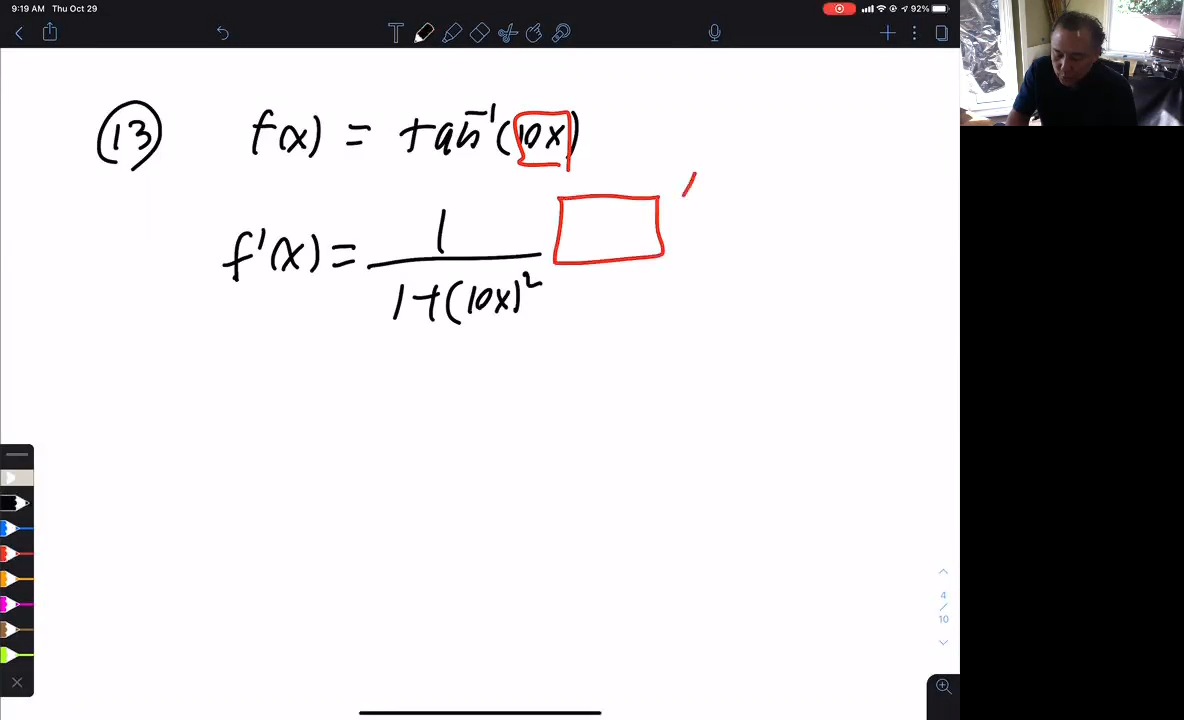 9:19 AM Thu Oct 29
92%
T
(13) f(x) = tan⁻¹(10x)
f'(x) = 1 / 1+(10x)² '
4
/
10